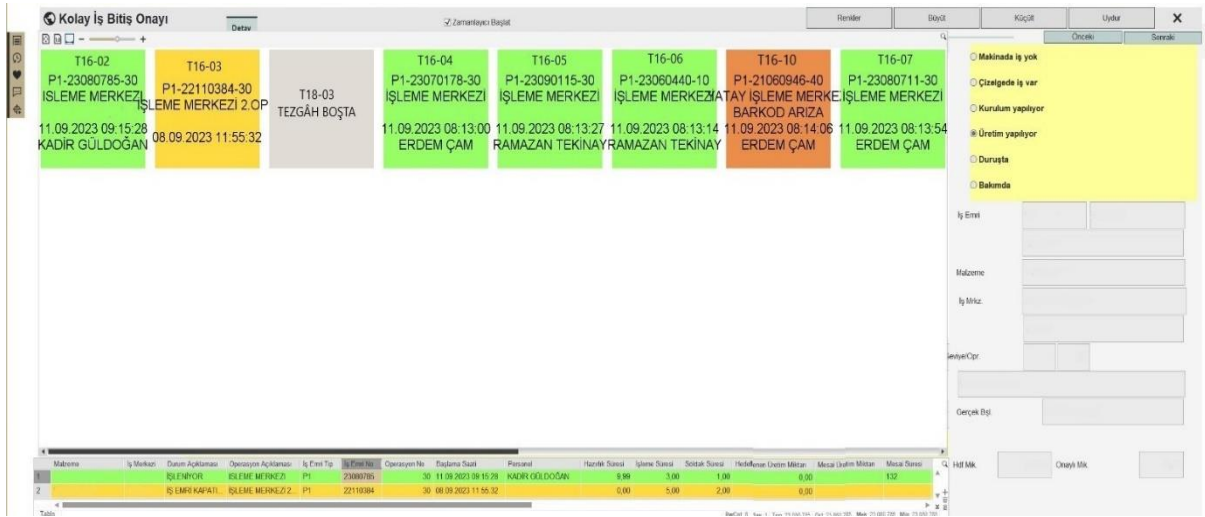 Kolay İş Bitiş Onayı
Detay
Zamanlayıcı Başlat
Renkler
Büyüt
Küçült
Uydur
X
Önceki
Sonraki
T16-02
P1-23080785-30
ISLEME MERKEZI
11.09.2023 09:15:28
KADİR GÜLDOĞAN
T16-03
P1-22110384-30
İŞLEME MERKEZİ 2.OP
08.09.2023 11:55:32
T18-03
TEZGÂH BOŞTA
T16-04
P1-23070178-30
İŞLEME MERKEZİ
11.09.2023 08:13:00
ERDEM ÇAM
T16-05
P1-23090115-30
İŞLEME MERKEZİ
11.09.2023 08:13:27
RAMAZAN TEKİNAY
T16-06
P1-23060440-10
İŞLEME MERKEZİ
11.09.2023 08:13:14
RAMAZAN TEKİNAY
T16-10
P1-21060946-40
YATAY İŞLEME MERKE
BARKOD ARIZA
11.09.2023 08:14:06
ERDEM ÇAM
T16-07
P1-23080711-30
İŞLEME MERKEZİ
11.09.2023 08:13:54
ERDEM ÇAM
Makinada iş yok
Çizelgede iş var
Kurulum yapılıyor
Üretim yapılıyor
Duruşta
Bakımda
İş Emri
Malzeme
İş Mrkz.
Seviye/Opr
Gerçek Bşl.
Hdf Mik.
Onaylı Mik.
Malzeme İş Merkezi Durum Açıklaması Operasyon Açıklaması İş Emri Tip İş Emri No Operasyon No Başlama Saati Personel Hazırlık Süresi İşleme Süresi Söktak Süresi Hedeflenen Üretim Miktarı Mesai Üretim Miktarı Mesai Süresi
1 İŞLENİYOR ISLEME MERKEZI P1 23080785 30 11.09.2023 09:15:28 KADİR GÜLDOĞAN 9,99 3,00 1,00 0,00 132
2 İŞ EMRİ KAPATI... İŞLEME MERKEZİ 2... P1 22110384 30 08.09.2023 11:55:32 0,00 5,00 2,00 0,00
Tablo